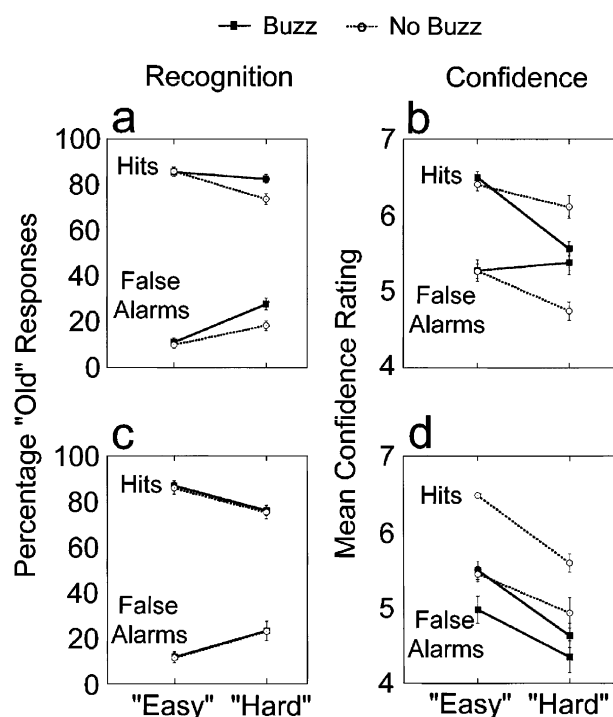 Buzz No Buzz
Recognition Confidence
a b
100 7
80 Hits 6 Hits
60
40 False
Alarms 5 False
Alarms
20
0 4
c d
100 7
80 Hits 6 Hits
60
40 False
Alarms 5 False
Alarms
20
0 4
"Easy" "Hard" "Easy" "Hard"
Percentage "Old" Responses
Mean Confidence Rating